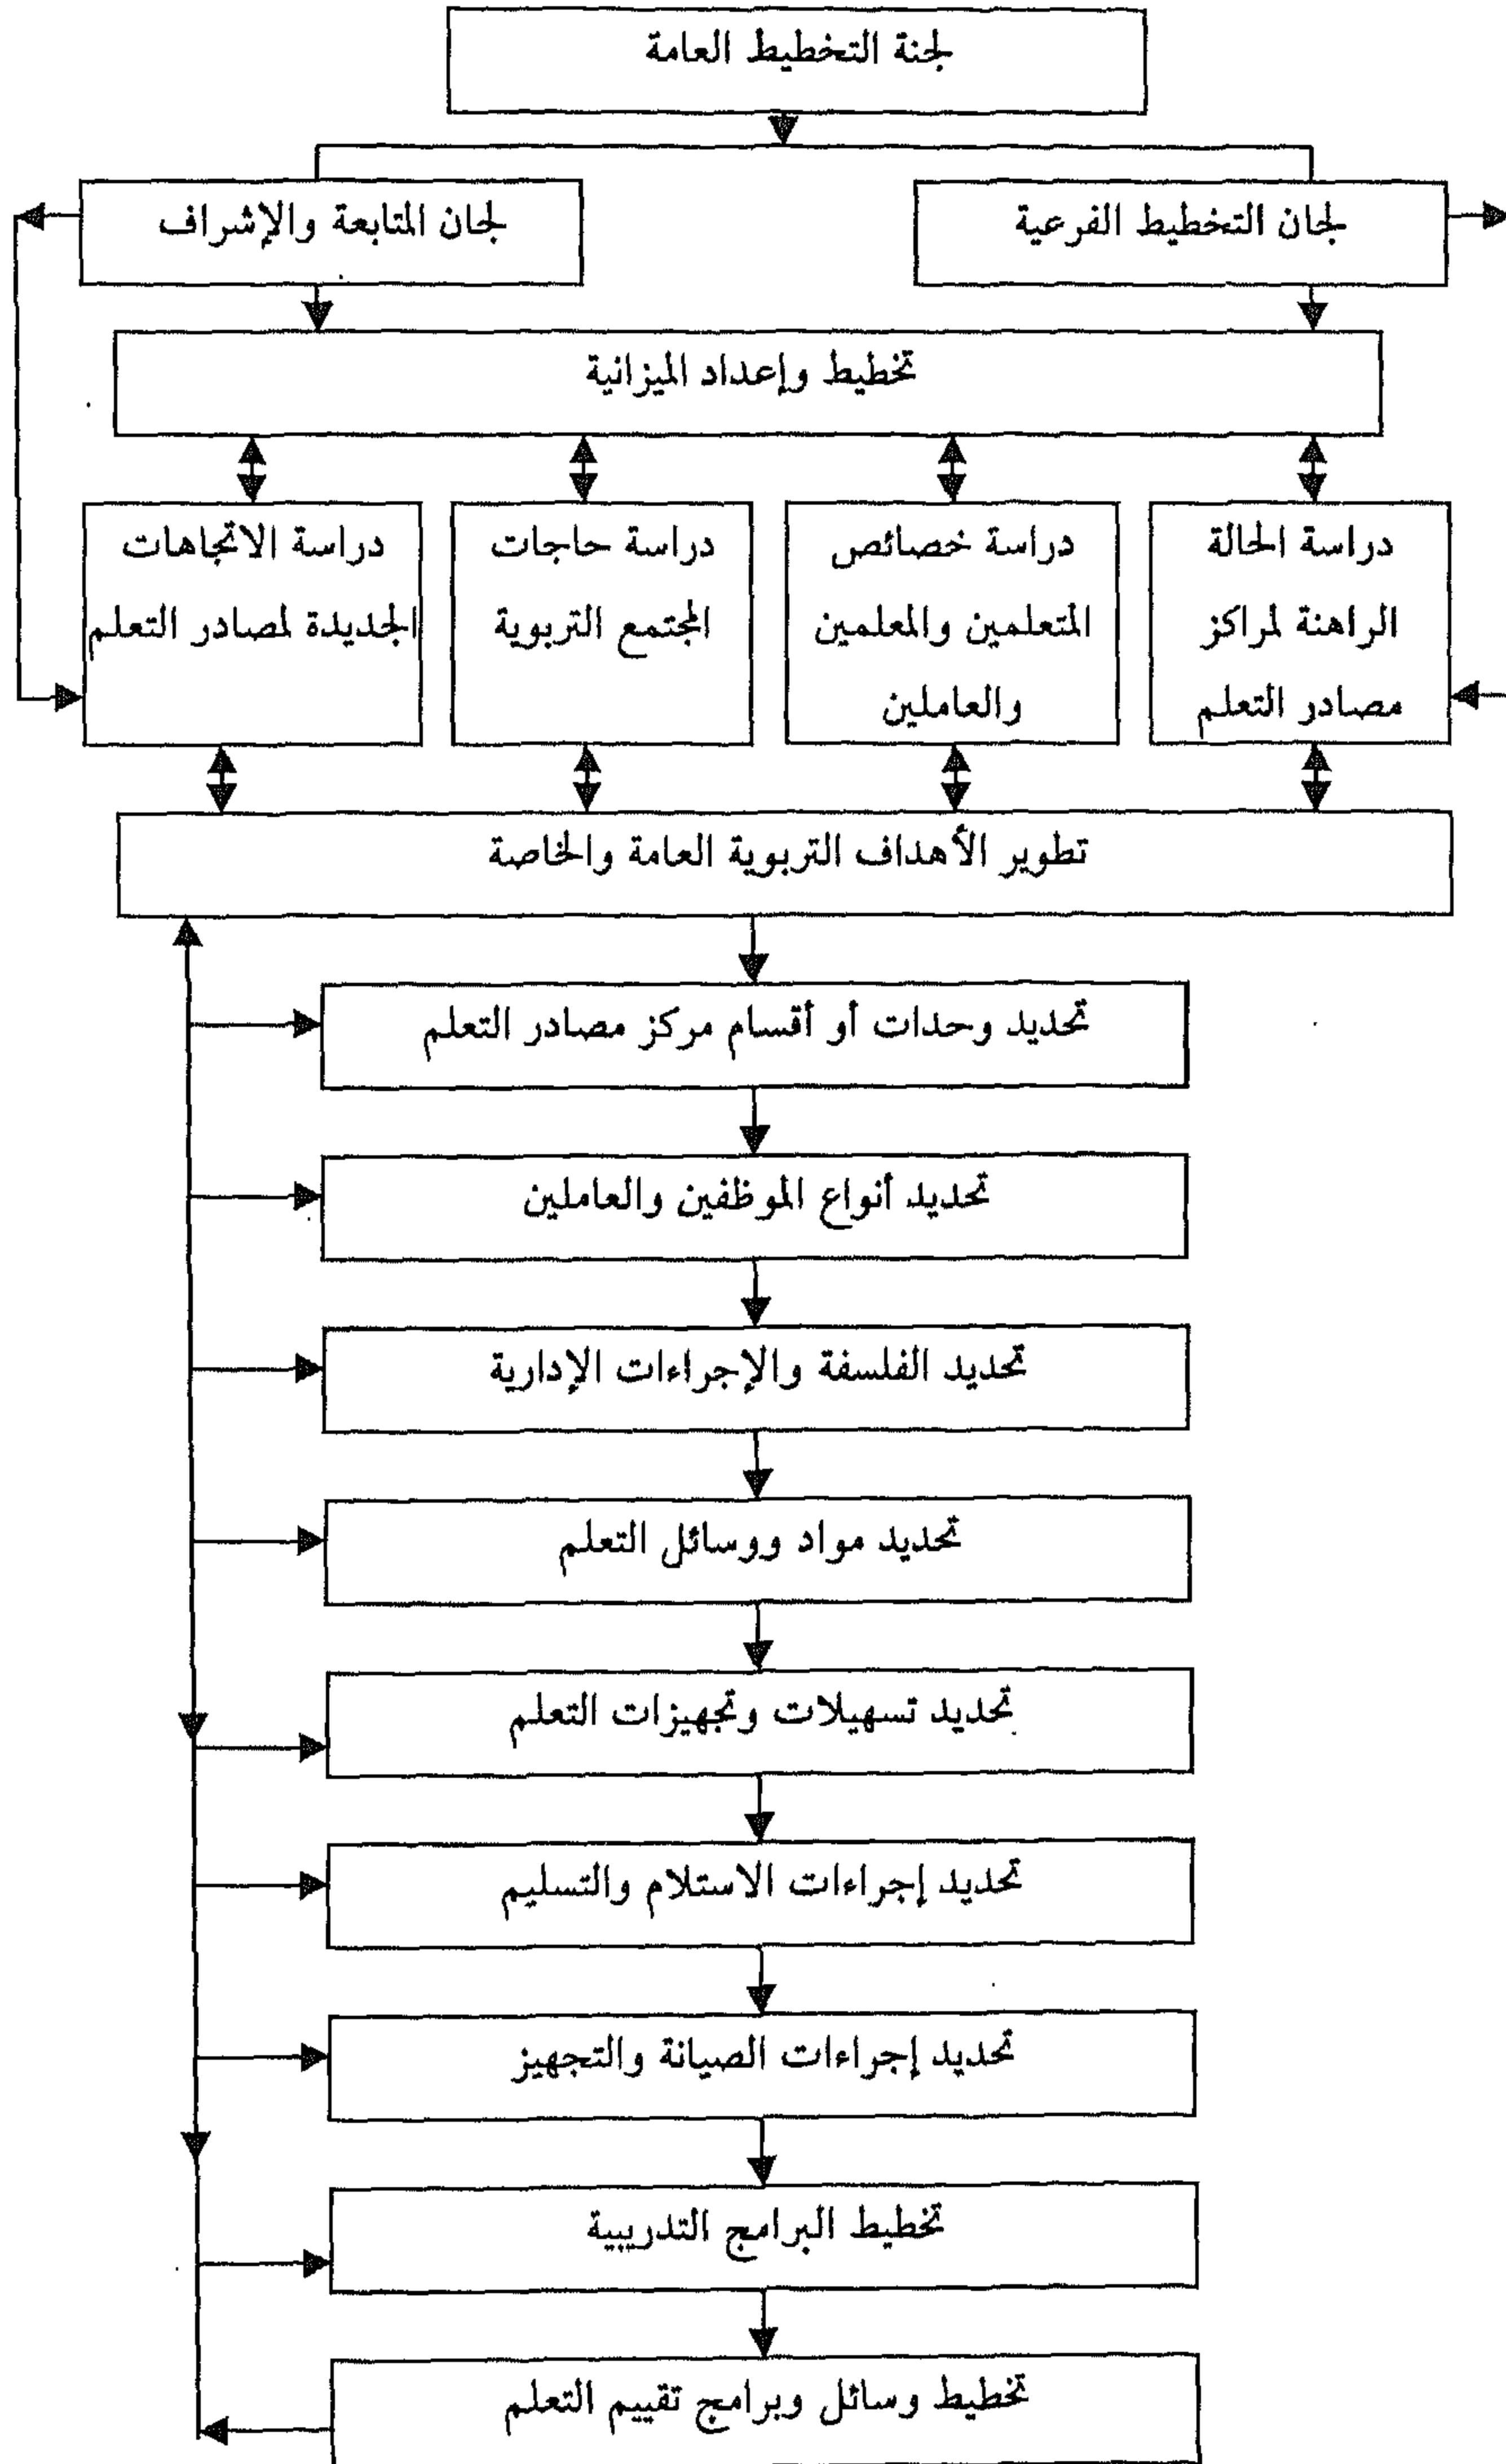 لجنة التخطيط العامة
لجان التخطيط الفرعية
لجان المتابعة والإشراف
تخطيط وإعداد الميزانية
دراسة الحالة
الراهنة لمراكز
مصادر التعلم
دراسة خصائص
المتعلمين والمعلمين
والعاملين
دراسة حاجات
المجتمع التربوية
دراسة الاتجاهات
الجديدة لمصادر التعلم
تطوير الأهداف التربوية العامة والخاصة
تحديد وحدات أو أقسام مركز مصادر التعلم
تحديد أنواع الموظفين والعاملين
تحديد الفلسفة والإجراءات الإدارية
تحديد مواد ووسائل التعلم
تحديد تسهيلات وتجهيزات التعلم
تحديد إجراءات الاستلام والتسليم
تحديد إجراءات الصيانة والتجهيز
تخطيط البرامج التدريبية
تخطيط وسائل وبرامج تقييم التعلم